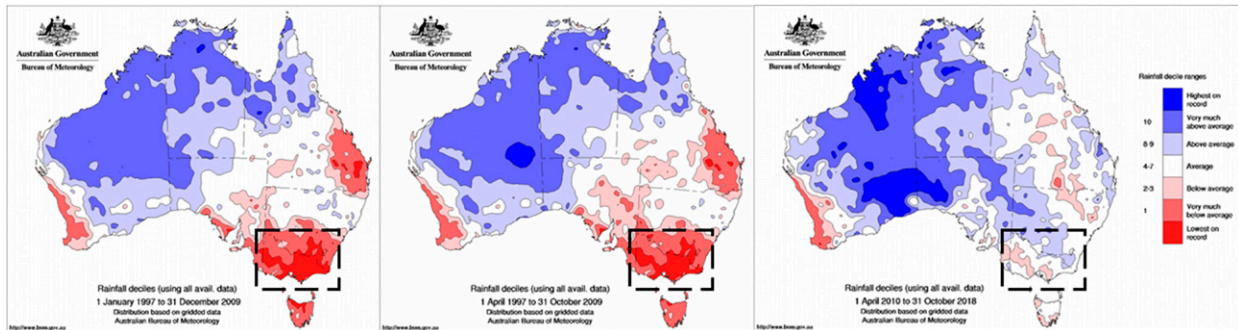 Australian Government
Bureau of Meteorology
Rainfall deciles (using all avail. data)
1 January 1997 to 31 December 2009
Distribution based on gridded data
Australian Bureau of Meteorology
http://www.bom.gov.au
Australian Government
Bureau of Meteorology
Rainfall deciles (using all avail. data)
1 April 1997 to 31 October 2009
Distribution based on gridded data
Australian Bureau of Meteorology
http://www.bom.gov.au
Australian Government
Bureau of Meteorology
Rainfall deciles (using all avail. data)
1 April 2010 to 31 October 2018
Distribution based on gridded data
Australian Bureau of Meteorology
http://www.bom.gov.au
Rainfall decile ranges
Highest on
record
10 Very much
above average
8-9 Above average
4-7 Average
2-3 Below average
1 Very much
below average
Lowest on
record